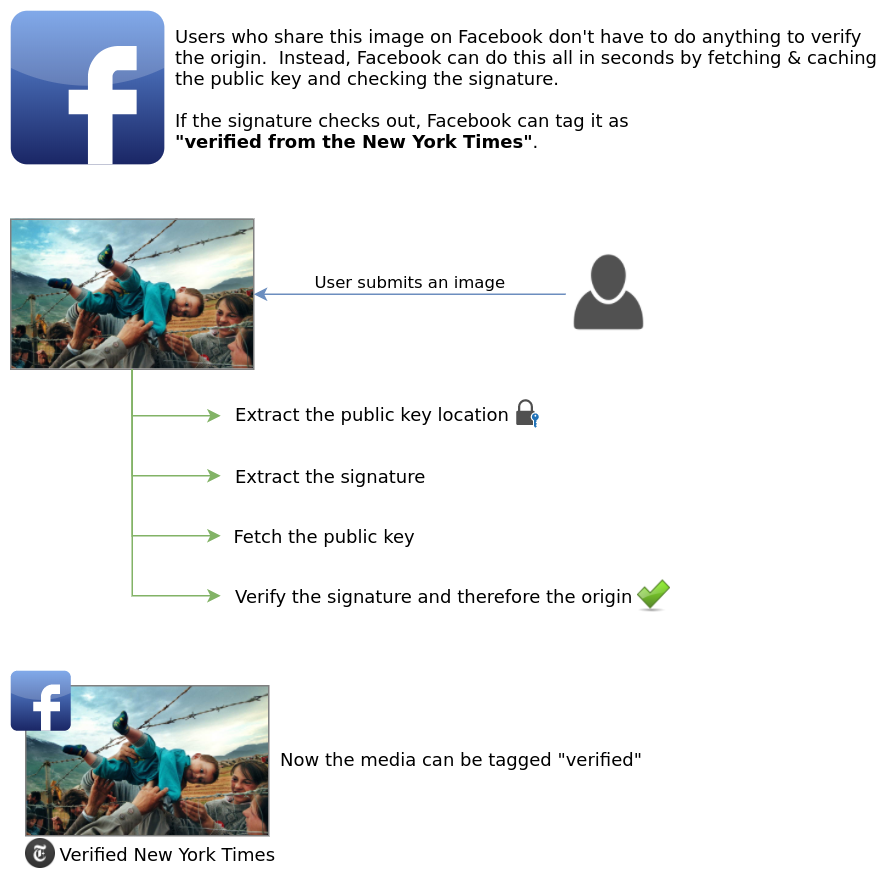 Users who share this image on Facebook don't have to do anything to verify
the origin.  Instead, Facebook can do this all in seconds by fetching & caching
the public key and checking the signature.
If the signature checks out, Facebook can tag it as
"verified from the New York Times".
User submits an image
Extract the public key location
Extract the signature
Fetch the public key
Verify the signature and therefore the origin
Now the media can be tagged "verified"
Verified New York Times